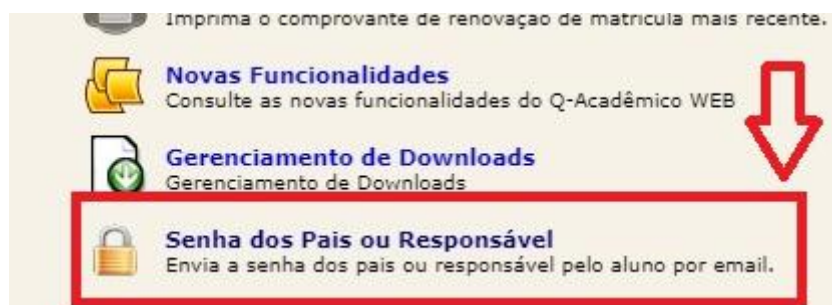 Imprima o comprovante de renovação de matrícula mais recente.
Novas Funcionalidades
Consulte as novas funcionalidades do Q-Acadêmico WEB
Gerenciamento de Downloads
Gerenciamento de Downloads
Senha dos Pais ou Responsável
Envia a senha dos pais ou responsável pelo aluno por email.